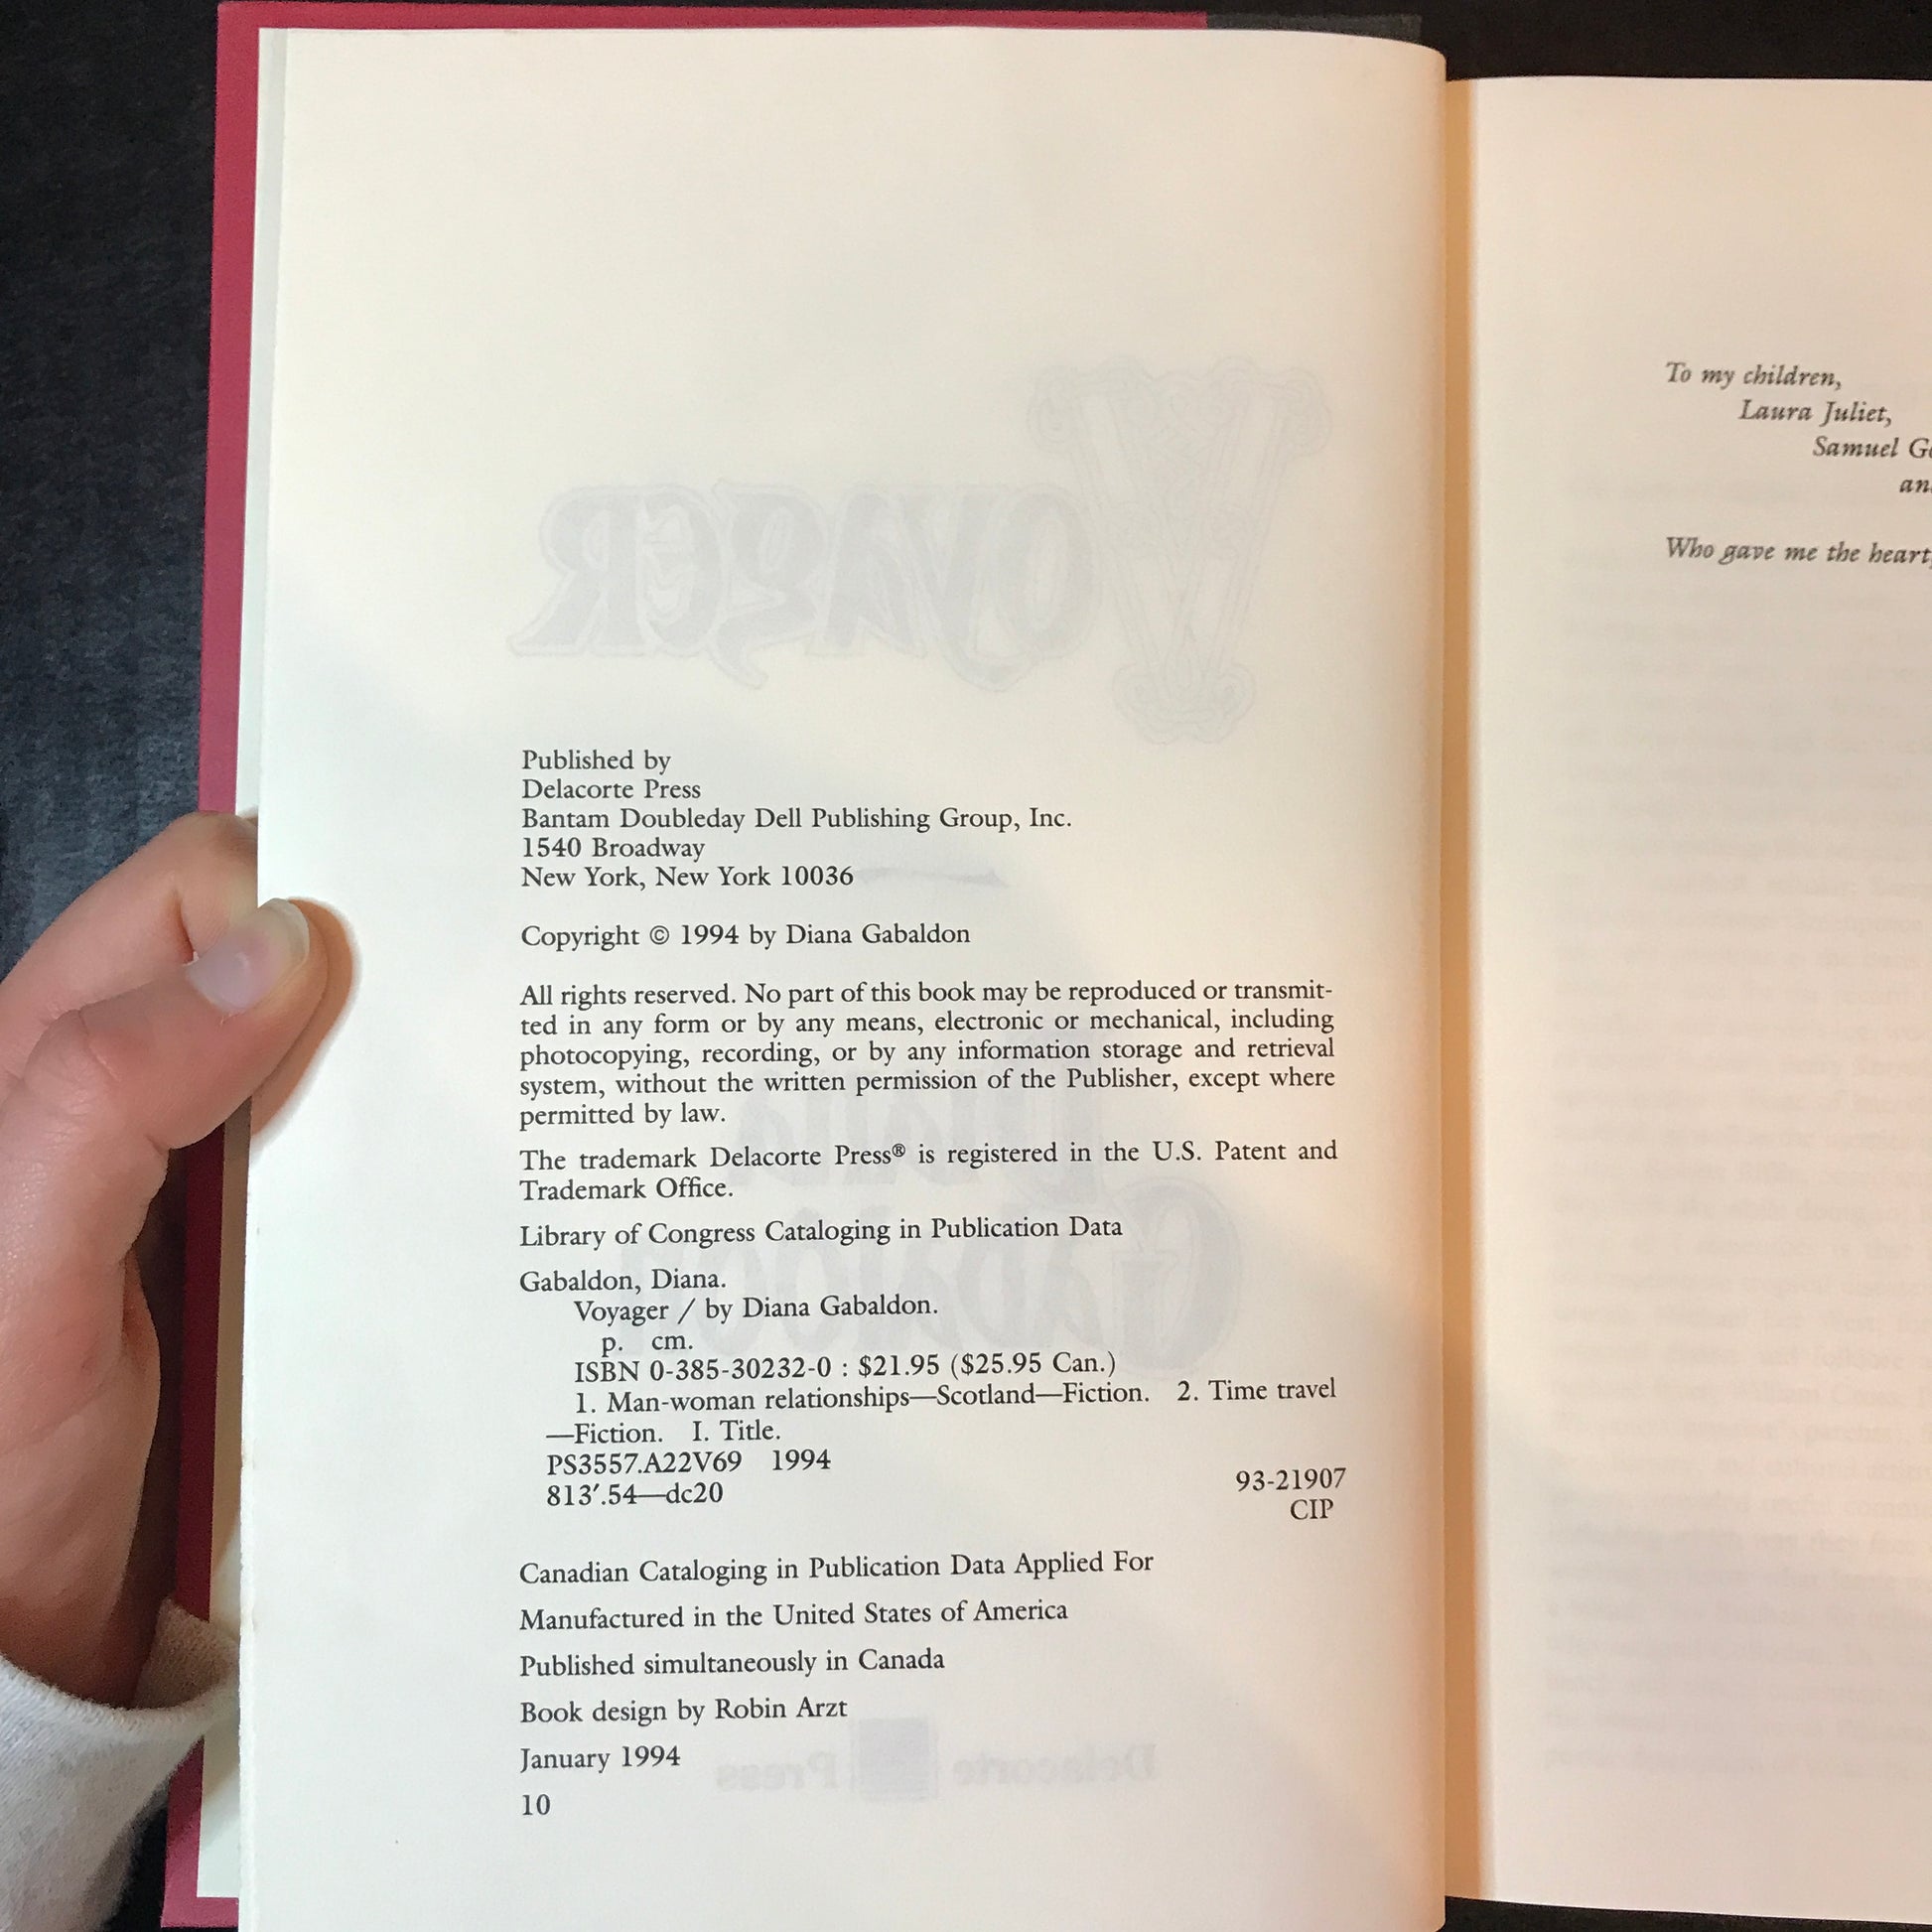 Published by
Delacorte Press
Bantam Doubleday Dell Publishing Group, Inc.
1540 Broadway
New York, New York 10036
Copyright © 1994 by Diana Gabaldon
All rights reserved. No part of this book may be reproduced or transmit-
ted in any form or by any means, electronic or mechanical, including
photocopying, recording, or by any information storage and retrieval
system, without the written permission of the Publisher, except where
permitted by law.
The trademark Delacorte Press® is registered in the U.S. Patent and
Trademark Office.
Library of Congress Cataloging in Publication Data
Gabaldon, Diana.
Voyager / by Diana Gabaldon.
p. cm.
ISBN 0-385-30232-0 : $21.95 ($25.95 Can.)
1. Man-woman relationships—Scotland—Fiction. 2. Time travel
—Fiction. I. Title.
PS3557.A22V69 1994
813′.54—dc20
93-21907
CIP
Canadian Cataloging in Publication Data Applied For
Manufactured in the United States of America
Published simultaneously in Canada
Book design by Robin Arzt
January 1994
10
To my children,
Laura Juliet,
Samuel
Who gave me the heart,